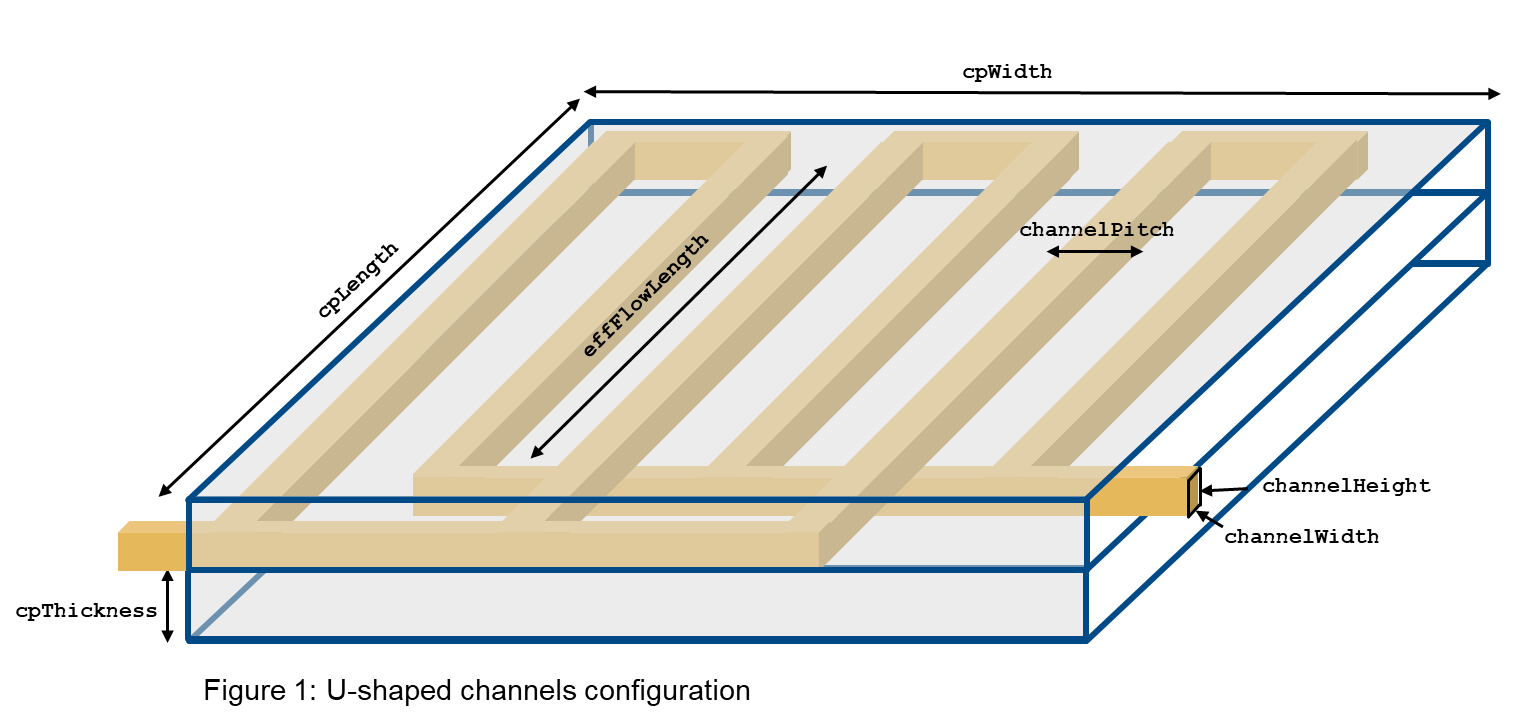 cpWidth
channelPitch
cpLength
effFlowLength
channelHeight
channelWidth
cpThickness
Figure 1: U-shaped channels configuration